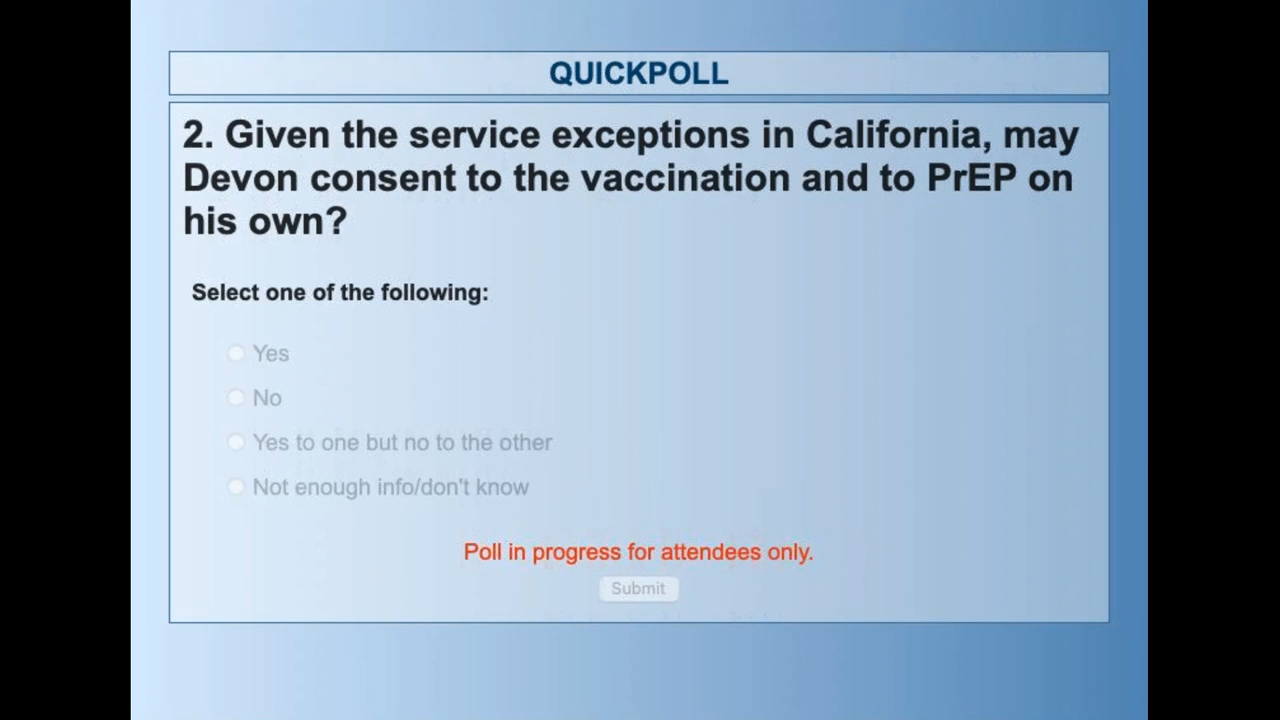 QUICKPOLL
2. Given the service exceptions in California, may
Devon consent to the vaccination and to PrEP on
his own?
Select one of the following:
Yes
No
Yes to one but no to the other
Not enough info/don't know
Poll in progress for attendees only.
Submit